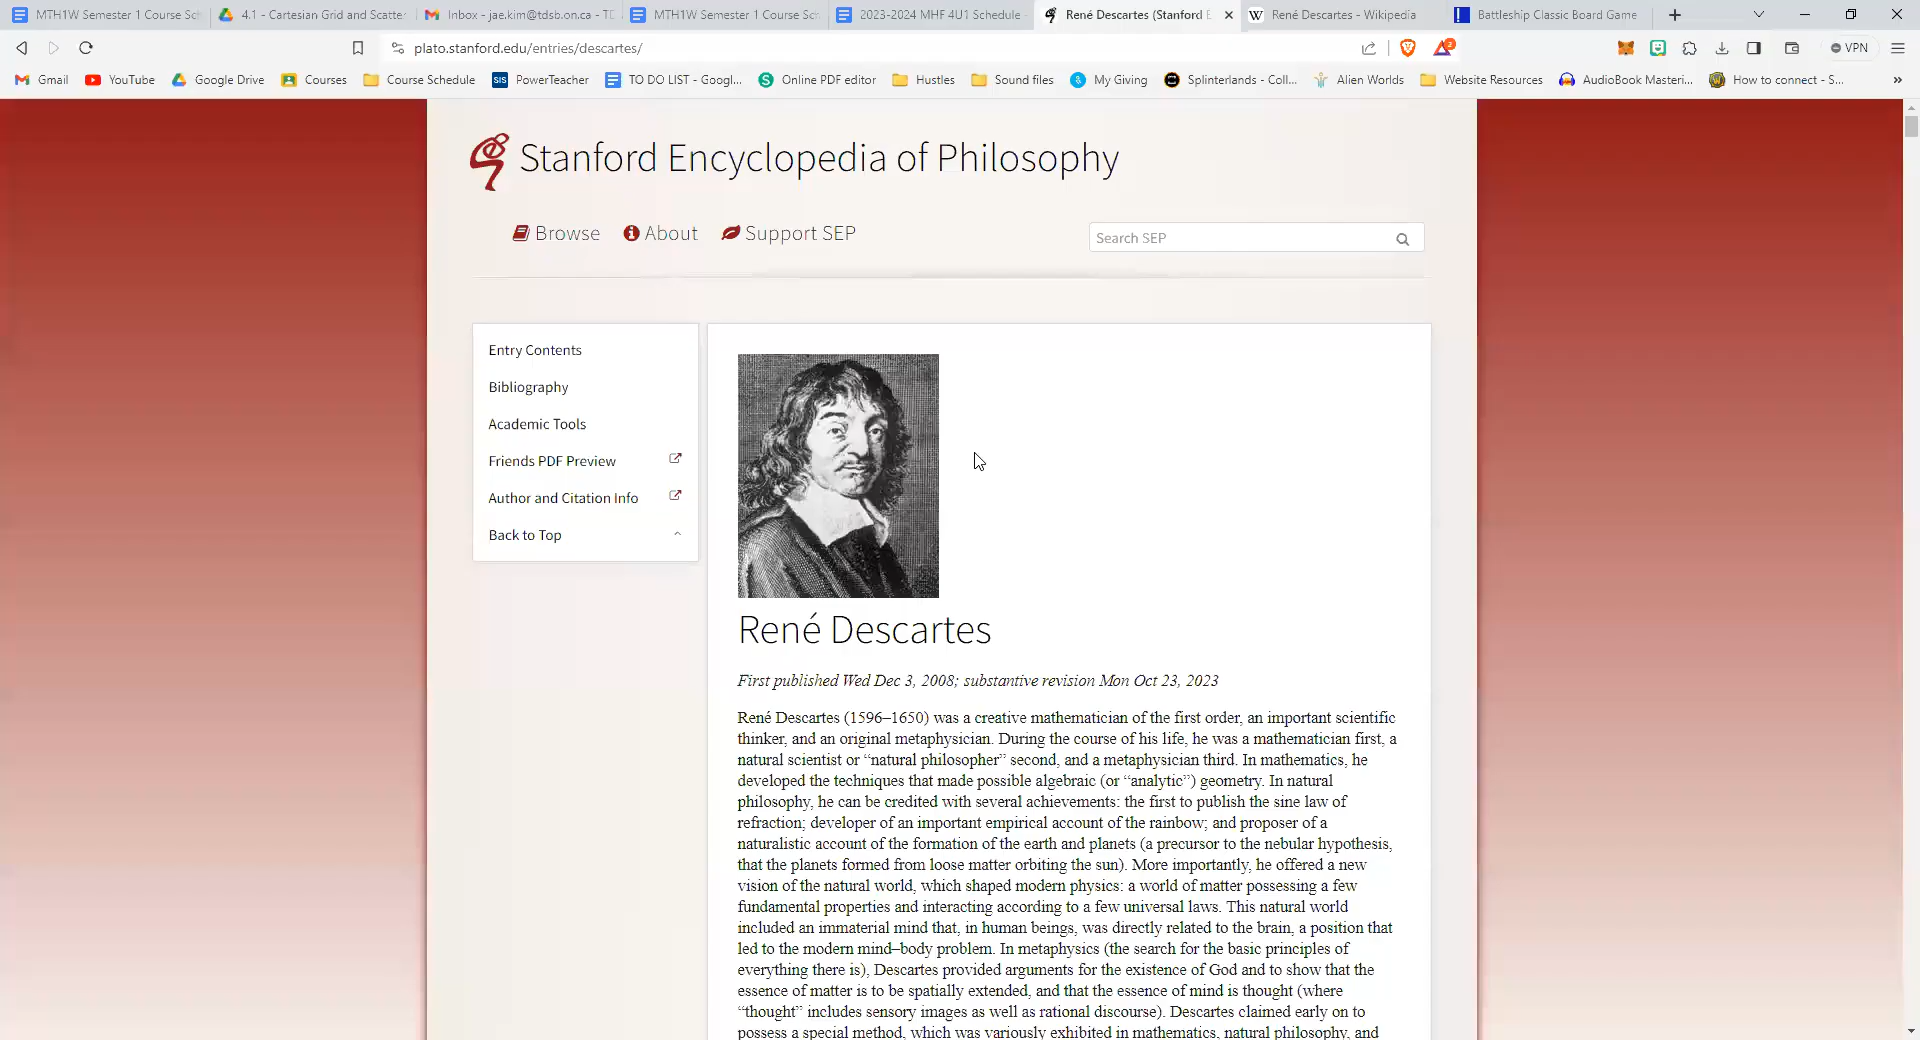 MTH1W Semester 1 Course Sch
4.1 - Cartesian Grid and Scatter
Inbox - jae.kim@tdsb.on.ca - TD
MTH1W Semester 1 Course Sch
2023-2024 MHF 4U1 Schedule -
René Descartes (Stanford E
René Descartes - Wikipedia
Battleship Classic Board Game
plato.stanford.edu/entries/descartes/
2
VPN
Gmail
YouTube
Google Drive
Courses
Course Schedule
SIS
PowerTeacher
TO DO LIST - Googl...
Online PDF editor
Hustles
Sound files
My Giving
Splinterlands - Coll...
Alien Worlds
Website Resources
AudioBook Masteri...
How to connect - S...
Stanford Encyclopedia of Philosophy
Browse
About
Support SEP
Search SEP
Entry Contents
Bibliography
Academic Tools
Friends PDF Preview
Author and Citation Info
Back to Top
René Descartes
First published Wed Dec 3, 2008; substantive revision Mon Oct 23, 2023
René Descartes (1596–1650) was a creative mathematician of the first order, an important scientific
thinker, and an original metaphysician. During the course of his life, he was a mathematician first, a
natural scientist or “natural philosopher” second, and a metaphysician third. In mathematics, he
developed the techniques that made possible algebraic (or “analytic”) geometry. In natural
philosophy, he can be credited with several achievements: the first to publish the sine law of
refraction; developer of an important empirical account of the rainbow; and proposer of a
naturalistic account of the formation of the earth and planets (a precursor to the nebular hypothesis,
that the planets formed from loose matter orbiting the sun). More importantly, he offered a new
vision of the natural world, which shaped modern physics: a world of matter possessing a few
fundamental properties and interacting according to a few universal laws. This natural world
included an immaterial mind that, in human beings, was directly related to the brain, a position that
led to the modern mind–body problem. In metaphysics (the search for the basic principles of
everything there is), Descartes provided arguments for the existence of God and to show that the
essence of matter is to be spatially extended, and that the essence of mind is thought (where
“thought” includes sensory images as well as rational discourse). Descartes claimed early on to
possess a special method, which was variously exhibited in mathematics, natural philosophy, and